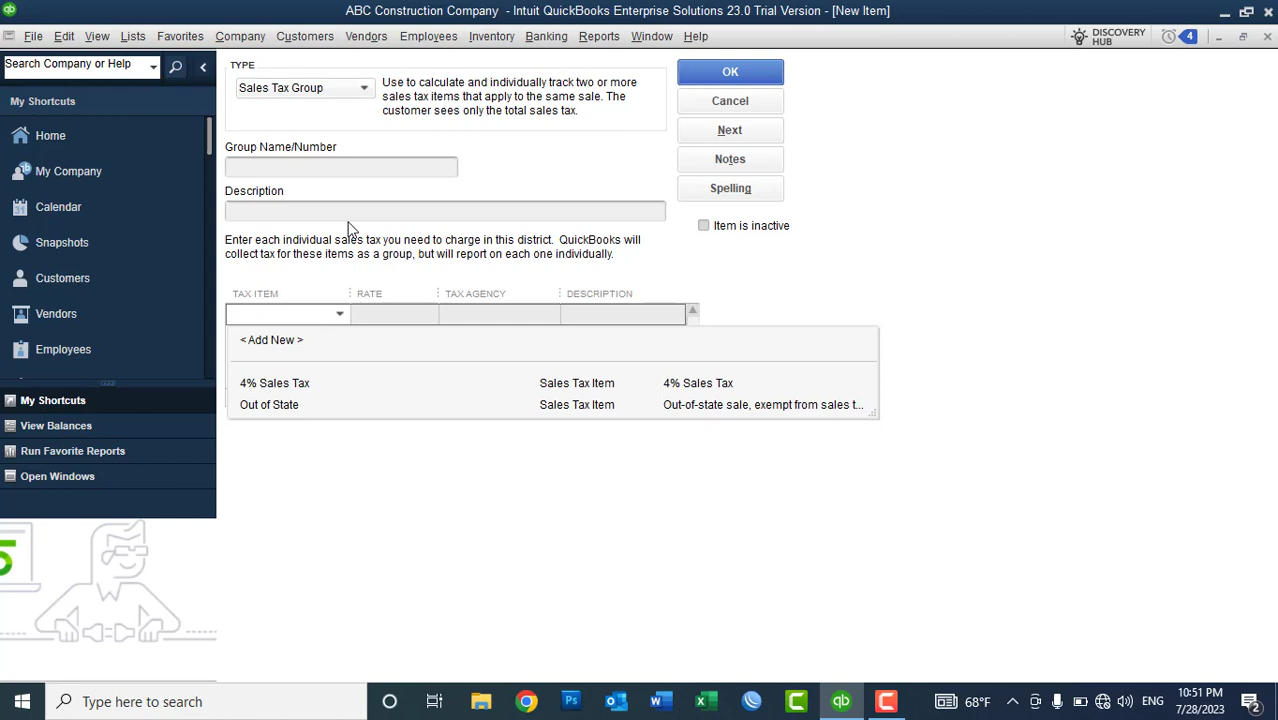 ABC Construction Company - Intuit QuickBooks Enterprise Solutions 23.0 Trial Version - [New Item]
File Edit View Lists Favorites Company Customers Vendors Employees Inventory Banking Reports Window Help
DISCOVERY
HUB
4
Search Company or Help
My Shortcuts
Home
My Company
Calendar
Snapshots
Customers
Vendors
Employees
My Shortcuts
View Balances
Run Favorite Reports
Open Windows
TYPE
Sales Tax Group
Use to calculate and individually track two or more
sales tax items that apply to the same sale. The
customer sees only the total sales tax.
OK
Cancel
Next
Notes
Spelling
Item is inactive
Group Name/Number
Description
Enter each individual sales tax you need to charge in this district. QuickBooks will
collect tax for these items as a group, but will report on each one individually.
TAX ITEM RATE TAX AGENCY DESCRIPTION
< Add New >
4% Sales Tax Sales Tax Item 4% Sales Tax
Out of State Sales Tax Item Out-of-state sale, exempt from sales t...
Type here to search
68°F
ENG
10:51 PM
7/28/2023
2